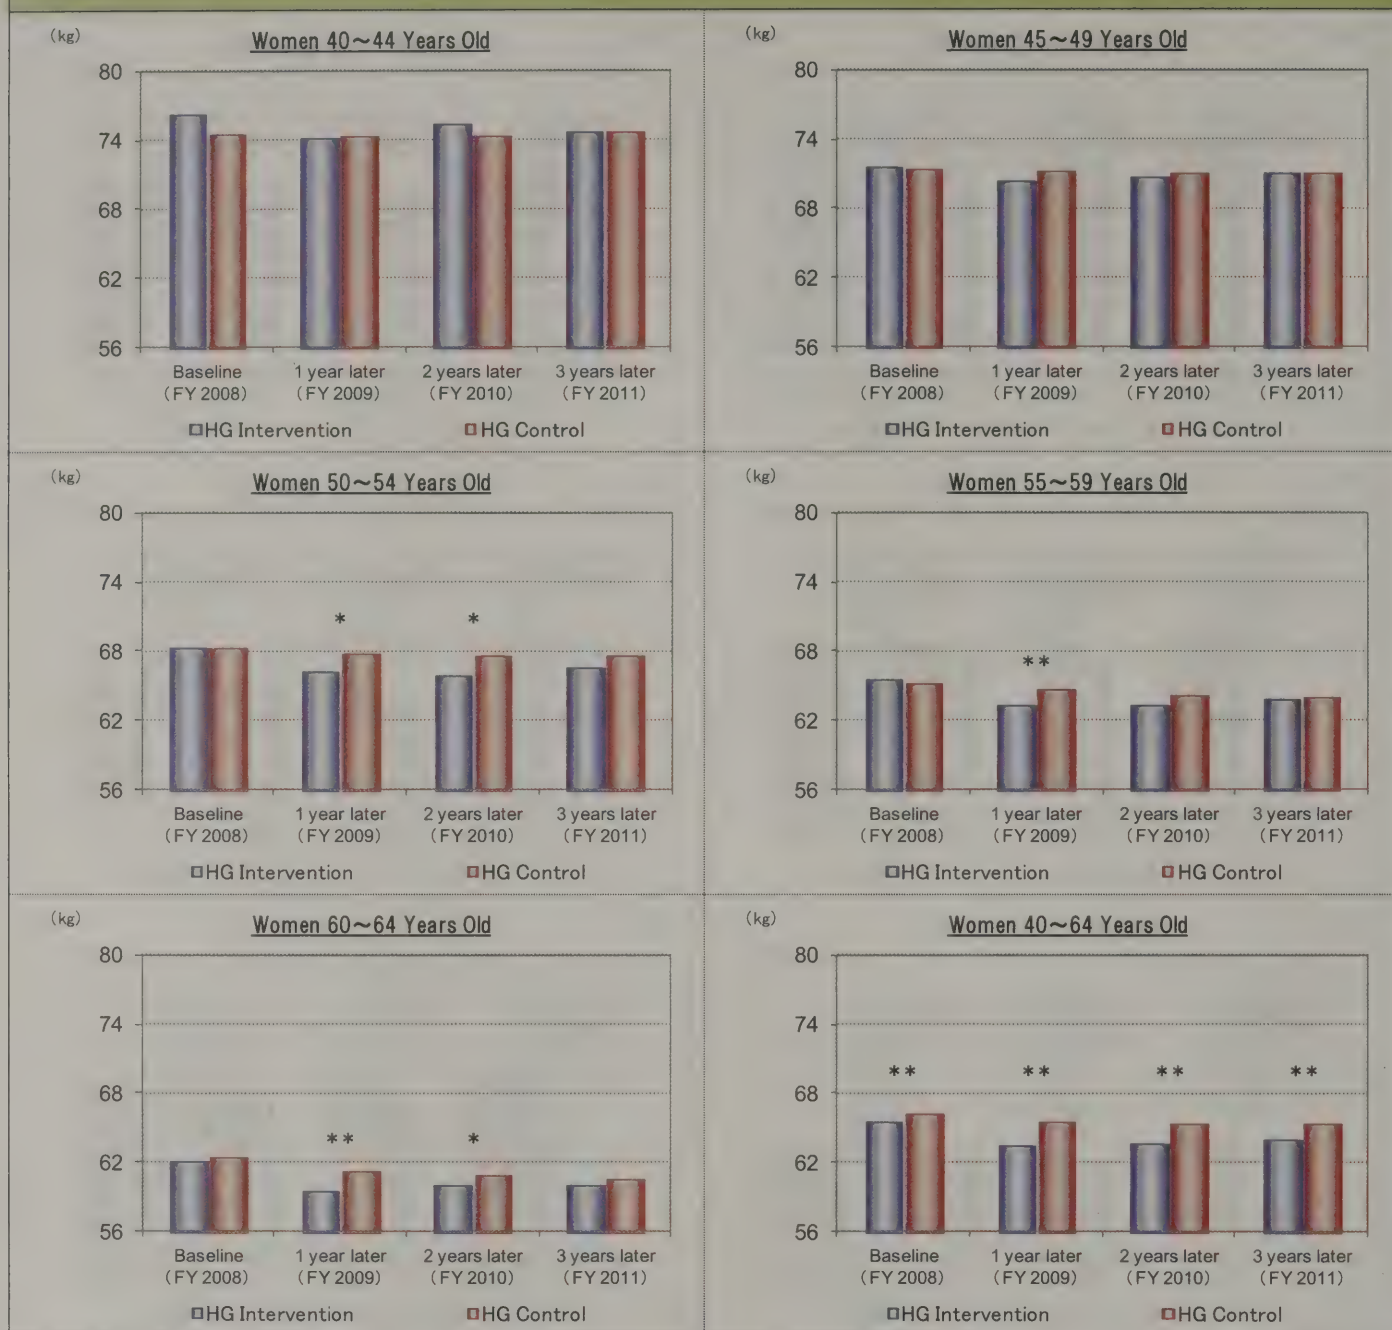 (kg)
Women 40～44 Years Old
80
74
68
62
56
Baseline 1 year later 2 years later 3 years later
(FY 2008) (FY 2009) (FY 2010) (FY 2011)
HG Intervention HG Control
(kg)
Women 45～49 Years Old
80
74
68
62
56
Baseline 1 year later 2 years later 3 years later
(FY 2008) (FY 2009) (FY 2010) (FY 2011)
HG Intervention HG Control
(kg)
Women 50～54 Years Old
80
74
* *
68
62
56
Baseline 1 year later 2 years later 3 years later
(FY 2008) (FY 2009) (FY 2010) (FY 2011)
HG Intervention HG Control
(kg)
Women 55～59 Years Old
80
74
68
**
62
56
Baseline 1 year later 2 years later 3 years later
(FY 2008) (FY 2009) (FY 2010) (FY 2011)
HG Intervention HG Control
(kg)
Women 60～64 Years Old
80
74
68
** *
62
56
Baseline 1 year later 2 years later 3 years later
(FY 2008) (FY 2009) (FY 2010) (FY 2011)
HG Intervention HG Control
(kg)
Women 40～64 Years Old
80
74
** ** ** **
68
62
56
Baseline 1 year later 2 years later 3 years later
(FY 2008) (FY 2009) (FY 2010) (FY 2011)
HG Intervention HG Control